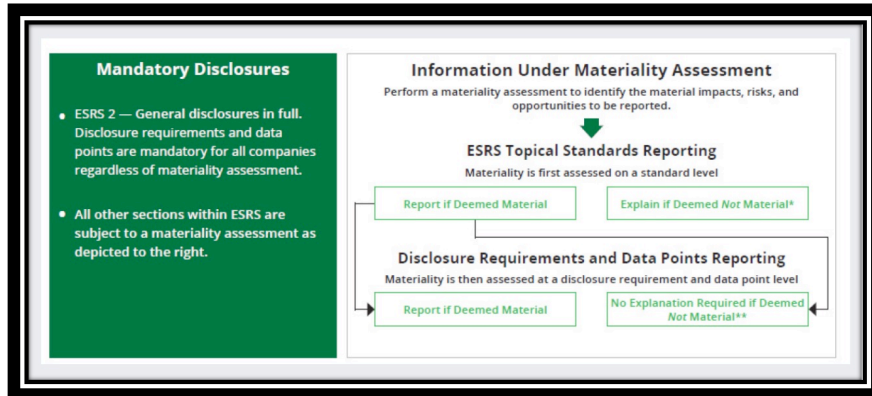 Mandatory Disclosures
• ESRS 2 — General disclosures in full.
Disclosure requirements and data
points are mandatory for all companies
regardless of materiality assessment.
• All other sections within ESRS are
subject to a materiality assessment as
depicted to the right.
Information Under Materiality Assessment
Perform a materiality assessment to identify the material impacts, risks, and
opportunities to be reported.
ESRS Topical Standards Reporting
Materiality is first assessed on a standard level
Report if Deemed Material
Explain if Deemed Not Material*
Disclosure Requirements and Data Points Reporting
Materiality is then assessed at a disclosure requirement and data point level
Report if Deemed Material
No Explanation Required if Deemed
Not Material**